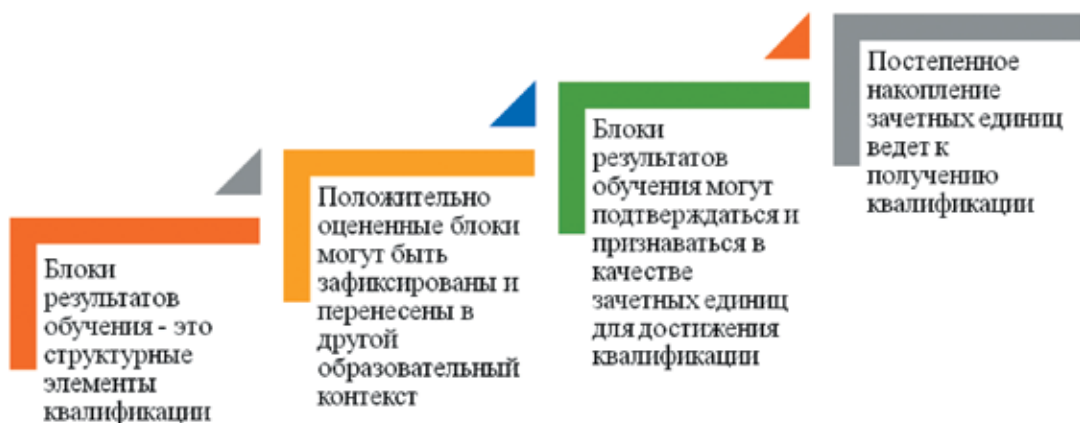 Блоки
результатов
обучения - это
структурные
элементы
квалификации
Положительно
оцененные блоки
могут быть
зафиксированы и
перенесены в
другой
образовательный
контекст
Блоки
результатов
обучения могут
подтверждаться и
признаваться в
качестве
зачетных единиц
для достижения
квалификации
Постепенное
накопление
зачетных единиц
ведет к
получению
квалификации